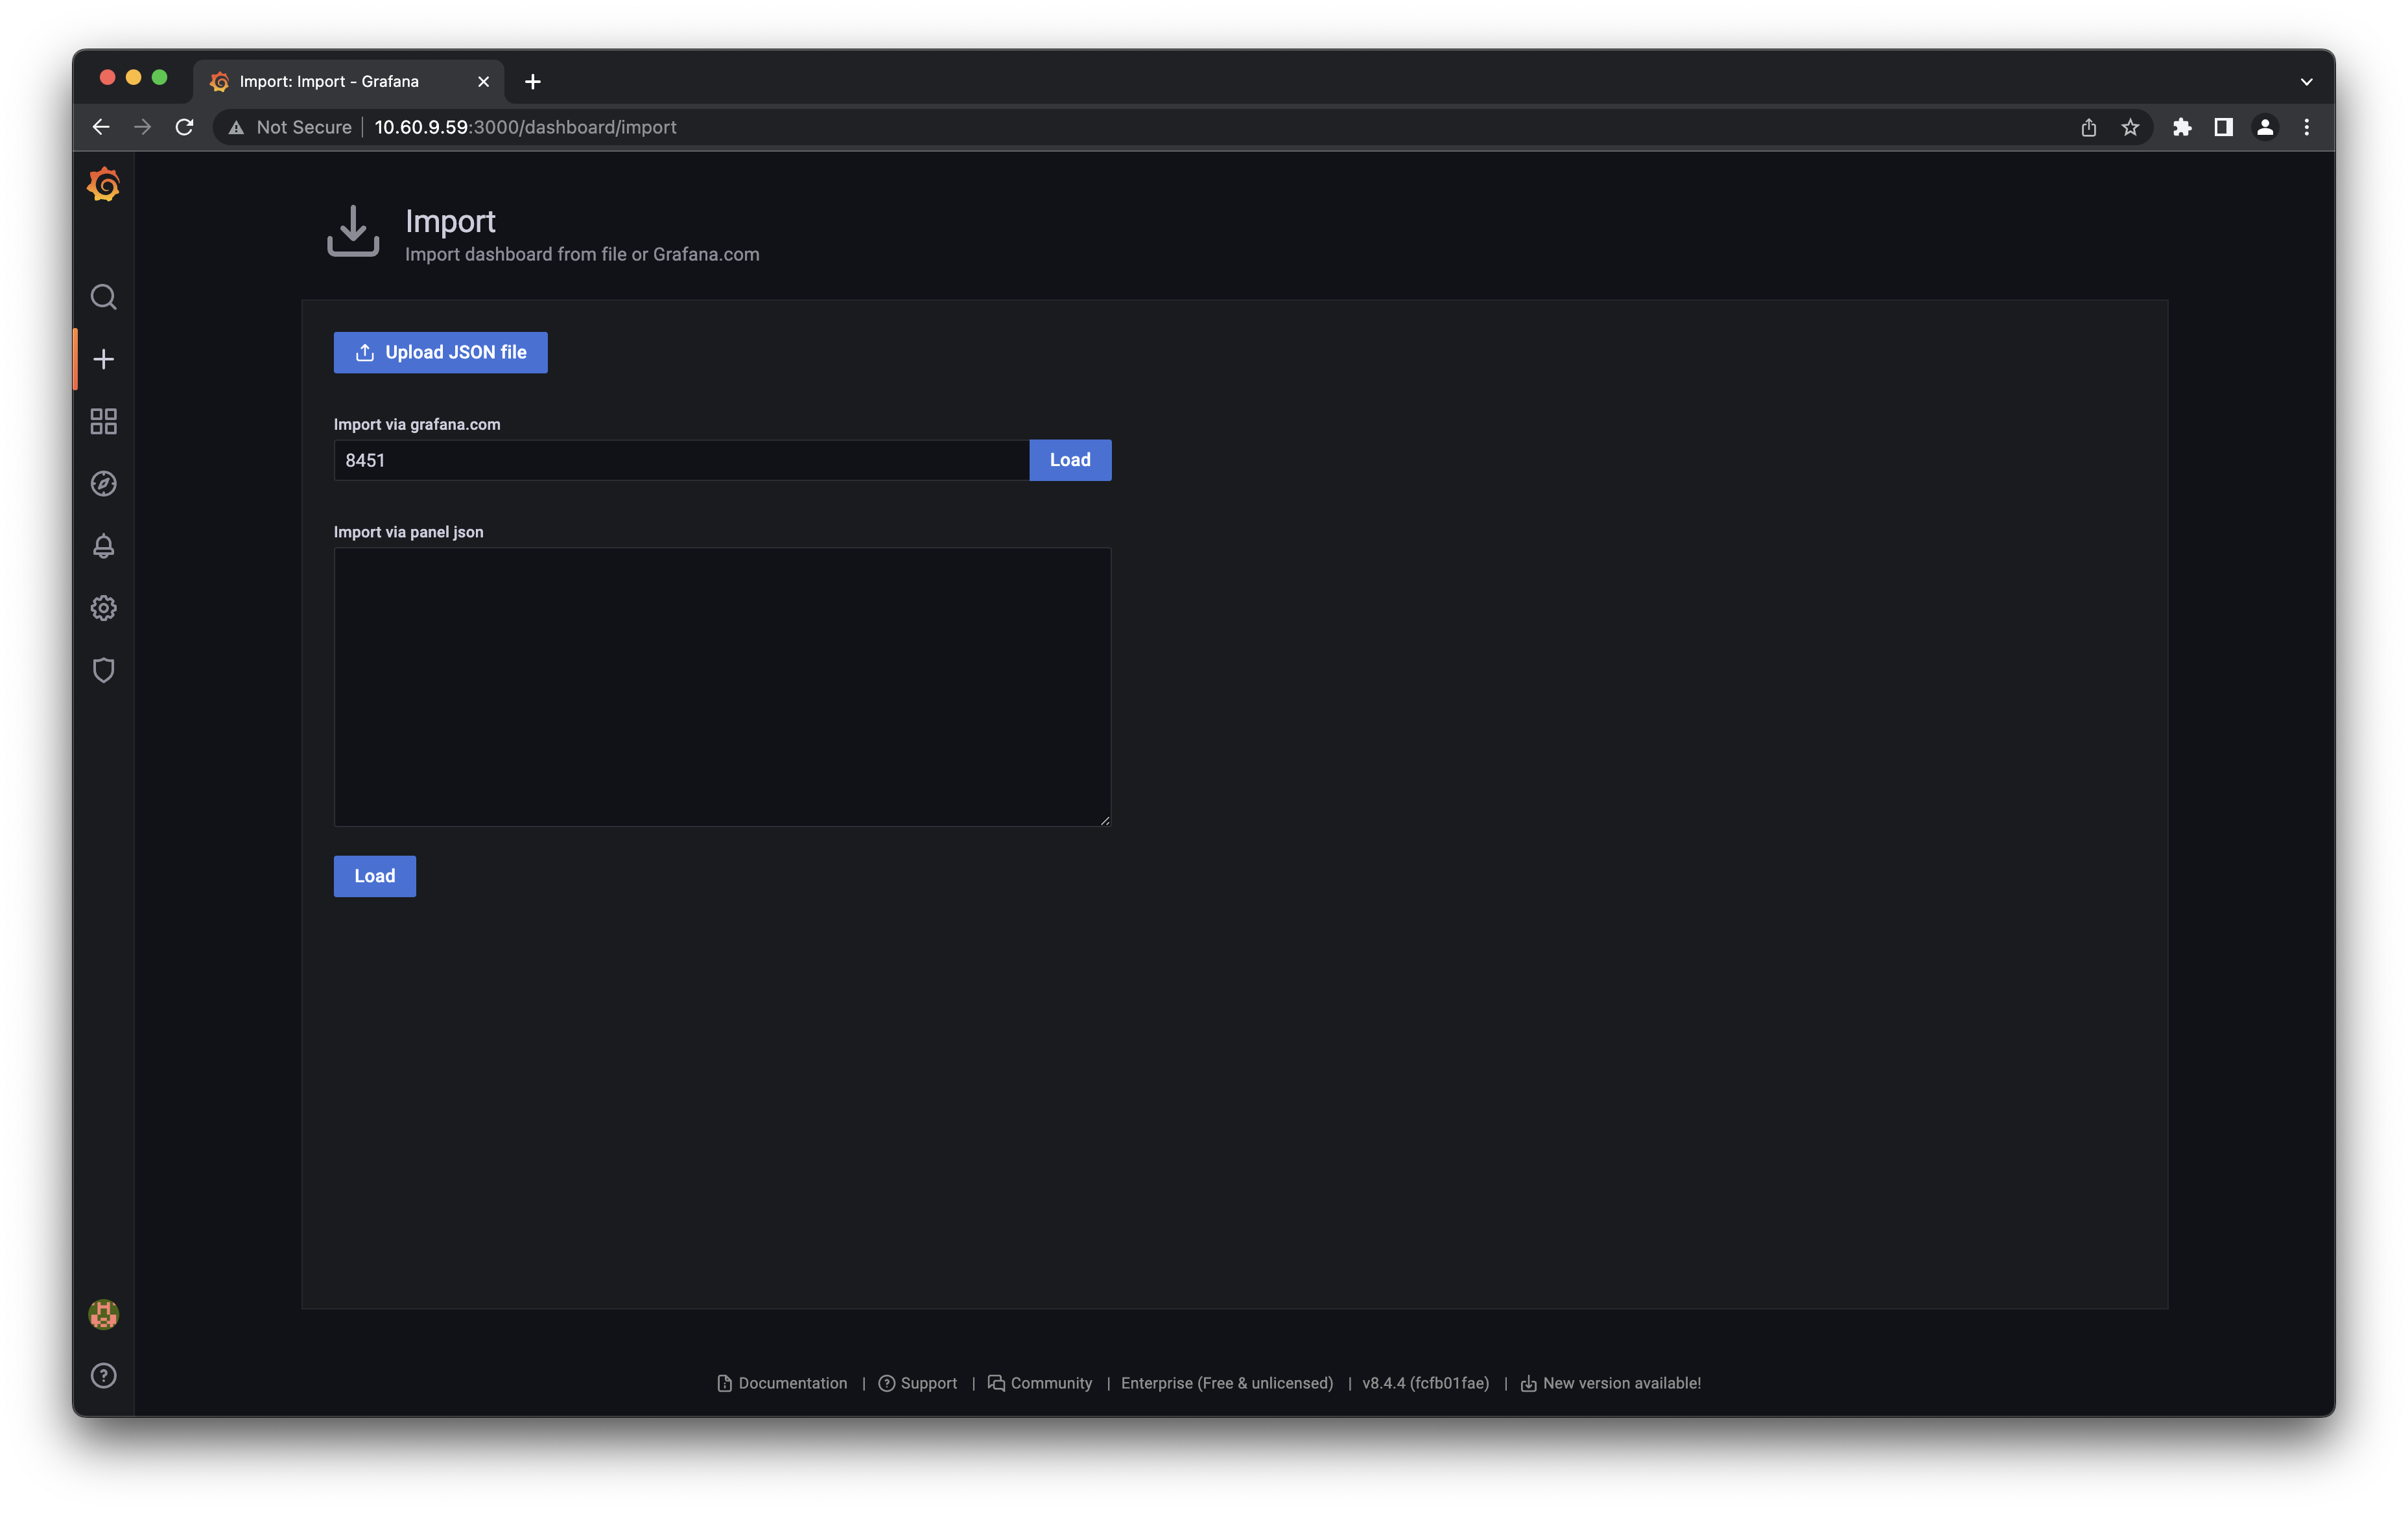 Import: Import - Grafana
Not Secure
10.60.9.59:3000/dashboard/import
Import
Import dashboard from file or Grafana.com
Upload JSON file
Import via grafana.com
8451
Load
Import via panel json
Load
Documentation | Support | Community | Enterprise (Free & unlicensed) | v8.4.4 (fcfb01fae) | New version available!